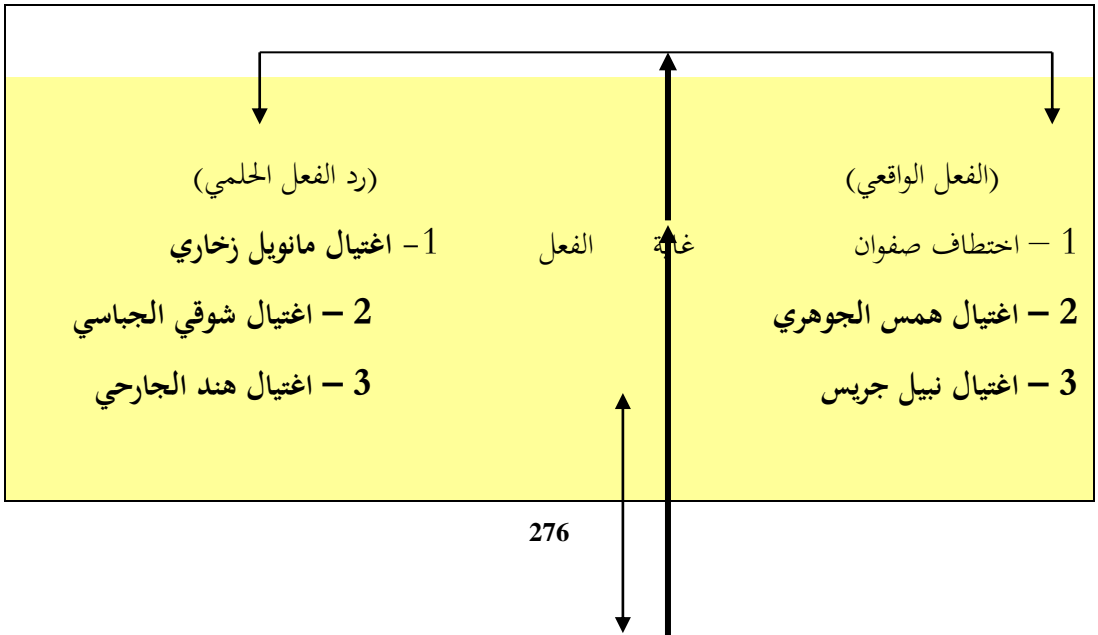 (الفعل الواقعي) (رد الفعل الحلمي)
1 – اختطاف صفوان غاية الفعل 1- اغتيال مانويل زخاري
2 – اغتيال همس الجوهري 2 – اغتيال شوقي الجباسي
3 – اغتيال نبيل جريس 3 – اغتيال هند الجارحي
276